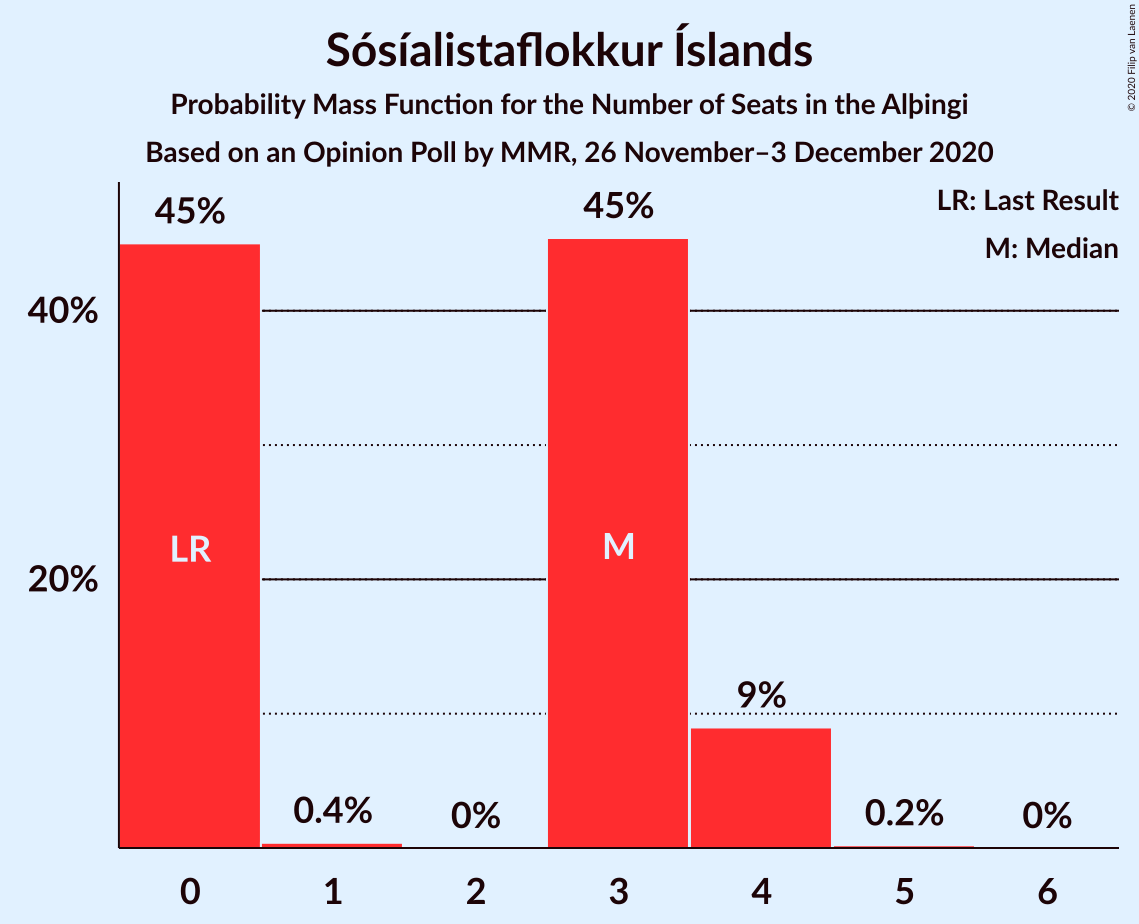 Sósíalistaflokkur Íslands
Probability Mass Function for the Number of Seats in the Alþingi
Based on an Opinion Poll by MMR, 26 November–3 December 2020
© 2020 Filip van Laenen
LR: Last Result
M: Median
45%
45%
40%
LR
M
20%
9%
0.4%
0%
0.2%
0%
0
1
2
3
4
5
6